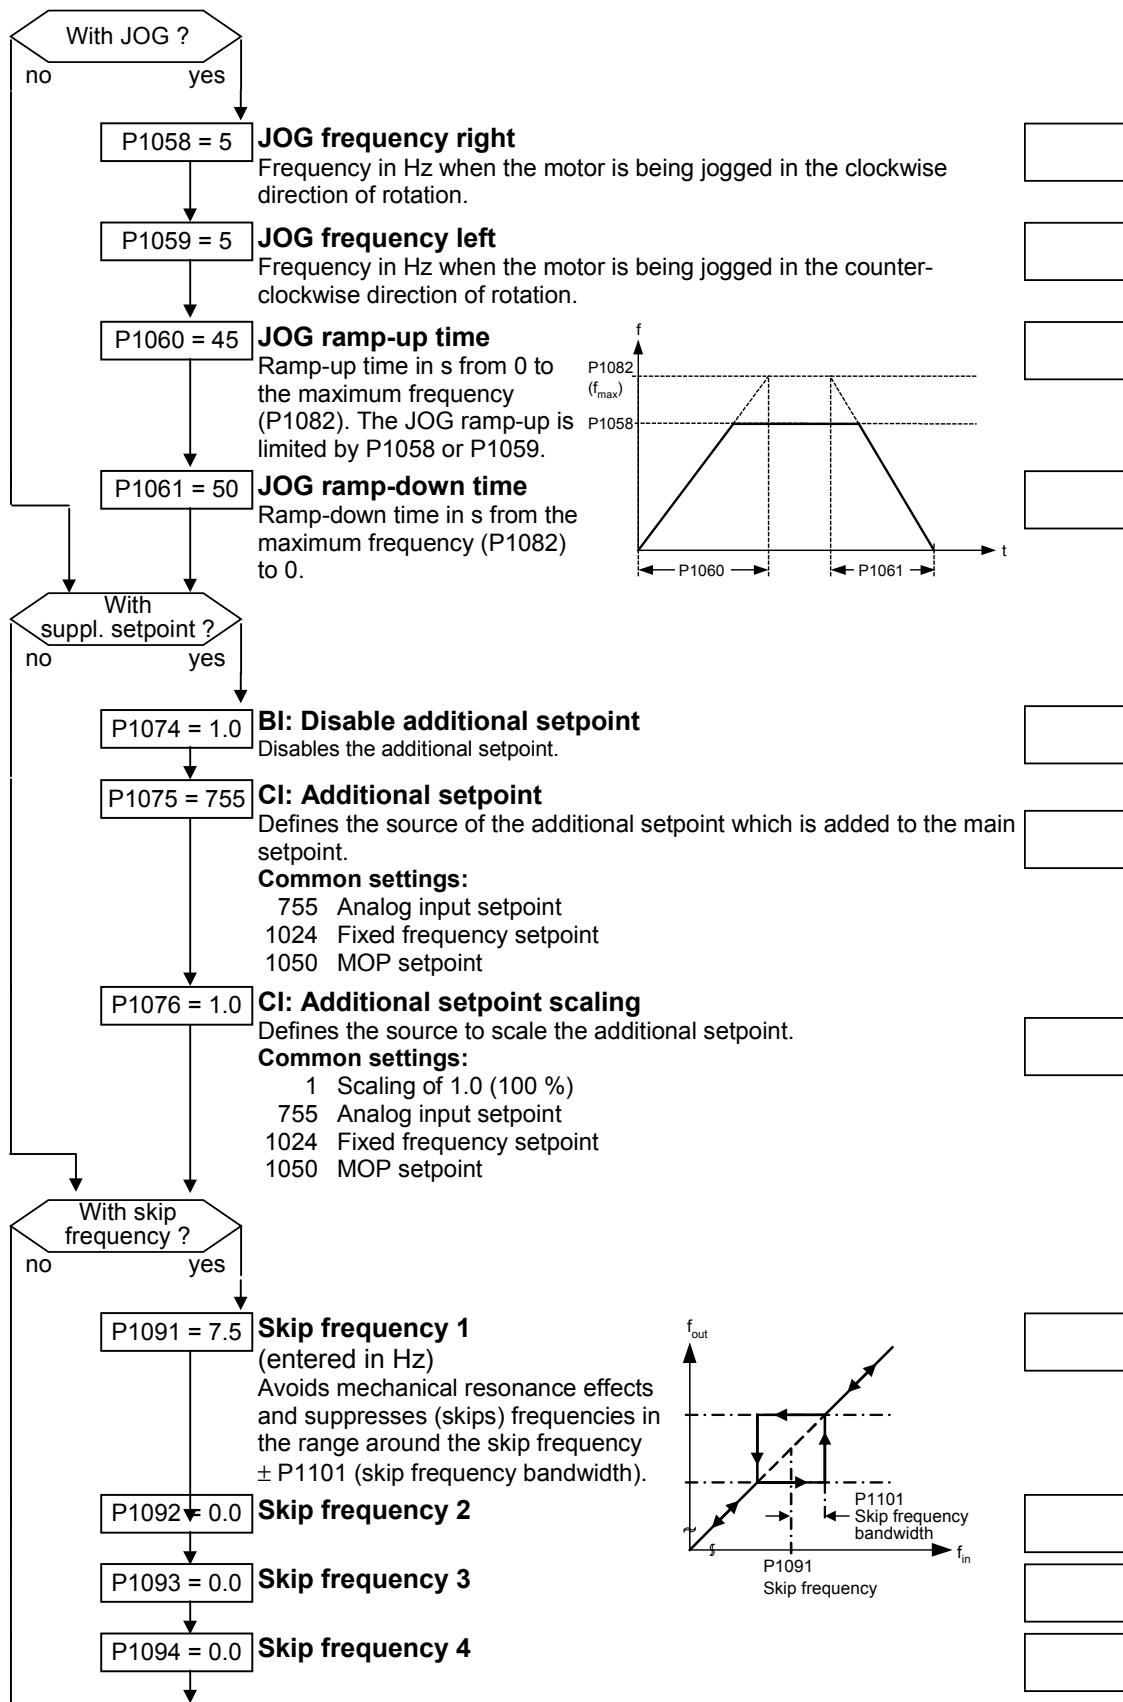 With JOG ?
no yes
P1058 = 5 JOG frequency right
Frequency in Hz when the motor is being jogged in the clockwise
direction of rotation.
P1059 = 5 JOG frequency left
Frequency in Hz when the motor is being jogged in the counter-
clockwise direction of rotation.
P1060 = 45 JOG ramp-up time
Ramp-up time in s from 0 to
the maximum frequency
(P1082). The JOG ramp-up is
limited by P1058 or P1059.
P1061 = 50 JOG ramp-down time
Ramp-down time in s from the
maximum frequency (P1082)
to 0.
f
P1082
(fmax)
P1058
t
P1060 P1061
With
suppl. setpoint ?
no yes
P1074 = 1.0 BI: Disable additional setpoint
Disables the additional setpoint.
P1075 = 755 CI: Additional setpoint
Defines the source of the additional setpoint which is added to the main
setpoint.
Common settings:
755 Analog input setpoint
1024 Fixed frequency setpoint
1050 MOP setpoint
P1076 = 1.0 CI: Additional setpoint scaling
Defines the source to scale the additional setpoint.
Common settings:
1 Scaling of 1.0 (100 %)
755 Analog input setpoint
1024 Fixed frequency setpoint
1050 MOP setpoint
With skip
frequency ?
no yes
P1091 = 7.5 Skip frequency 1
(entered in Hz)
Avoids mechanical resonance effects
and suppresses (skips) frequencies in
the range around the skip frequency
± P1101 (skip frequency bandwidth).
fout
P1101
Skip frequency
bandwidth
fin
P1091
Skip frequency
P1092 = 0.0 Skip frequency 2
P1093 = 0.0 Skip frequency 3
P1094 = 0.0 Skip frequency 4